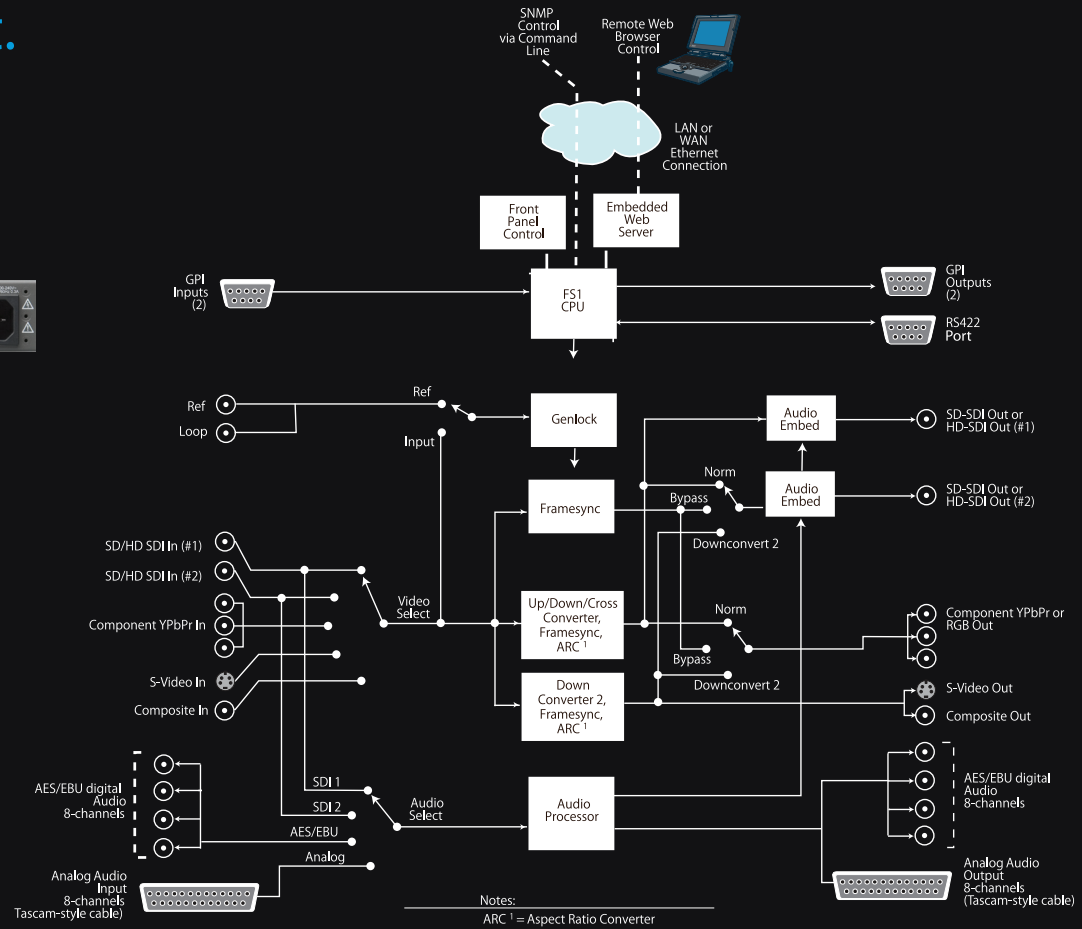 SNMP
Control
via Command
Line
Remote Web
Browser
Control
LAN or
WAN
Ethernet
Connection
Front
Panel
Control
Embedded
Web
Server
GPI
Inputs
(2)
FS1
CPU
GPI
Outputs
(2)
RS422
Port
Ref
Loop
Ref
Input
Genlock
Audio
Embed
SD-SDI Out or
HD-SDI Out (#1)
Framesync
Norm
Bypass
Downconvert 2
Audio
Embed
SD-SDI Out or
HD-SDI Out (#2)
SD/HD SDI In (#1)
SD/HD SDI In (#2)
Component YPbPr In
S-Video In
Composite In
Video
Select
Up/Down/Cross
Converter,
Framesync,
ARC ¹
Norm
Bypass
Downconvert 2
Component YPbPr or
RGB Out
Down
Converter 2,
Framesync,
ARC ¹
S-Video Out
Composite Out
AES/EBU digital
Audio
8-channels
SDI 1
SDI 2
AES/EBU
Analog
Audio
Select
Audio
Processor
AES/EBU digital
Audio
8-channels
Analog Audio
Input
8-channels
Tascam-style cable)
Analog Audio
Output
8-channels
(Tascam-style cable)
Notes:
ARC ¹ = Aspect Ratio Converter